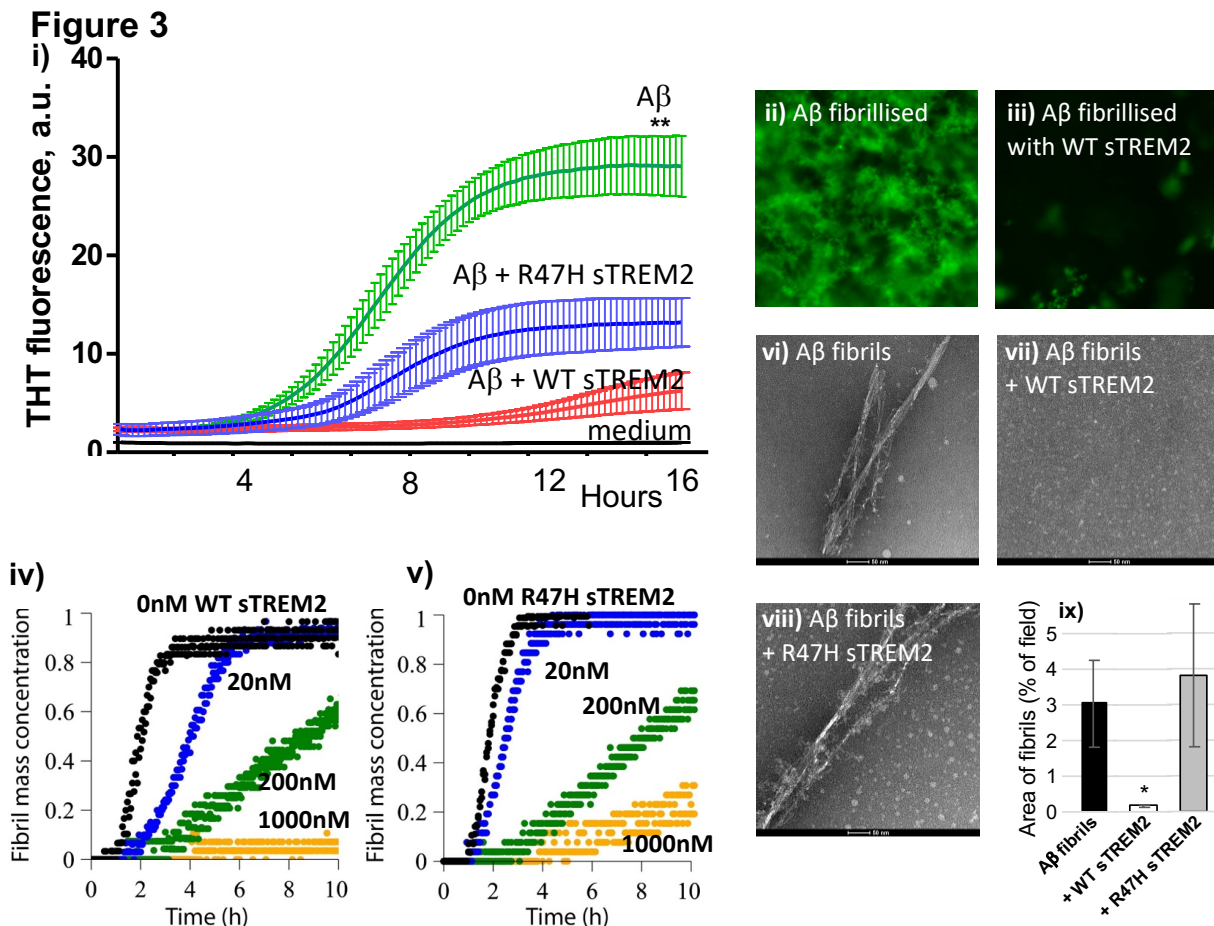 Figure 3
i)
THT fluorescence, a.u.
40
30
20
10
0
4
8
12
16
Hours
Aβ
**
Aβ + R47H sTREM2
Aβ + WT sTREM2
medium
ii) Aβ fibrillised
iii) Aβ fibrillised
with WT sTREM2
iv)
Fibril mass concentration
1
0.8
0.6
0.4
0.2
0
0
2
4
6
8
10
Time (h)
0nM WT sTREM2
20nM
200nM
1000nM
v)
Fibril mass concentration
1
0.8
0.6
0.4
0.2
0
0
2
4
6
8
10
Time (h)
0nM R47H sTREM2
20nM
200nM
1000nM
vi) Aβ fibrils
50 nm
vii) Aβ fibrils
+ WT sTREM2
50 nm
viii) Aβ fibrils
+ R47H sTREM2
50 nm
ix)
Area of fibrils (% of field)
5
4
3
2
1
0
*
Aβ fibrils
+ WT sTREM2
+ R47H sTREM2